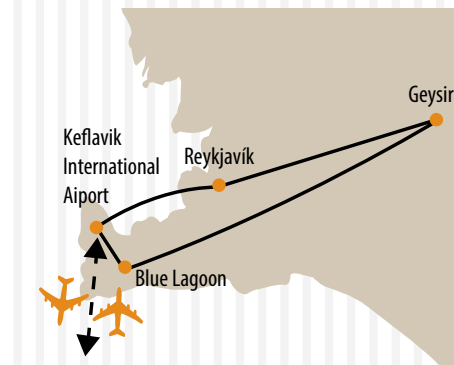 Geysir
Keflavik
International
Aiport
Reykjavík
Blue Lagoon